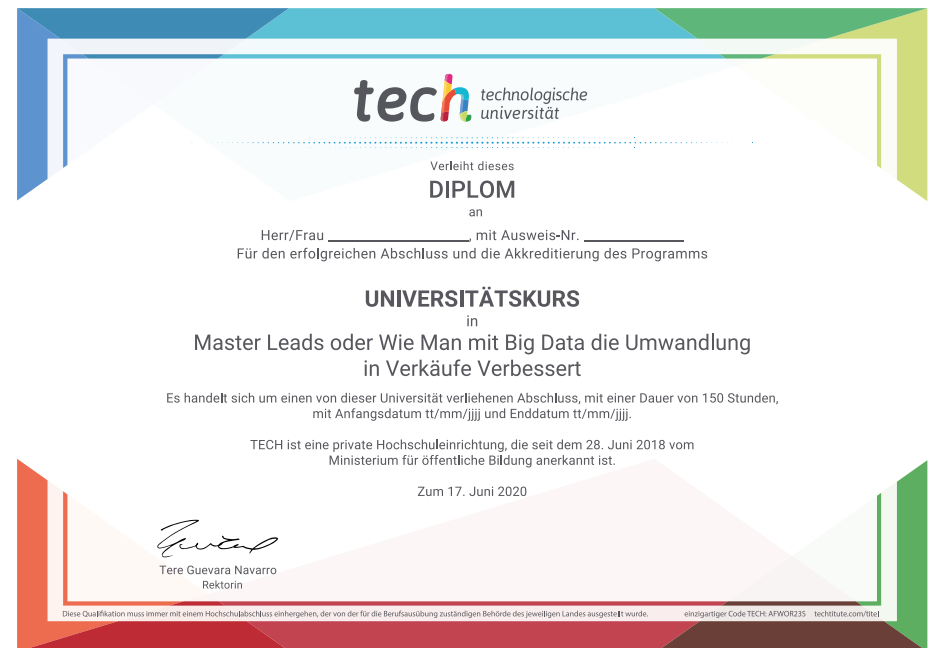 tech technologische
universität
Verleiht dieses
DIPLOM
an
Herr/Frau ____________________, mit Ausweis-Nr. ______________
Für den erfolgreichen Abschluss und die Akkreditierung des Programms
UNIVERSITÄTSKURS
in
Master Leads oder Wie Man mit Big Data die Umwandlung
in Verkäufe Verbessert
Es handelt sich um einen von dieser Universität verliehenen Abschluss, mit einer Dauer von 150 Stunden,
mit Anfangsdatum tt/mm/jjjj und Enddatum tt/mm/jjjj.
TECH ist eine private Hochschuleinrichtung, die seit dem 28. Juni 2018 vom
Ministerium für öffentliche Bildung anerkannt ist.
Zum 17. Juni 2020
Tere Guevara Navarro
Rektorin
Diese Qualifikation muss immer mit einem Hochschulabschluss einhergehen, der von der für die Berufsausübung zuständigen Behörde des jeweiligen Landes ausgestellt wurde. einzigartiger Code TECH: AFWOR23S techtitute.com/titel